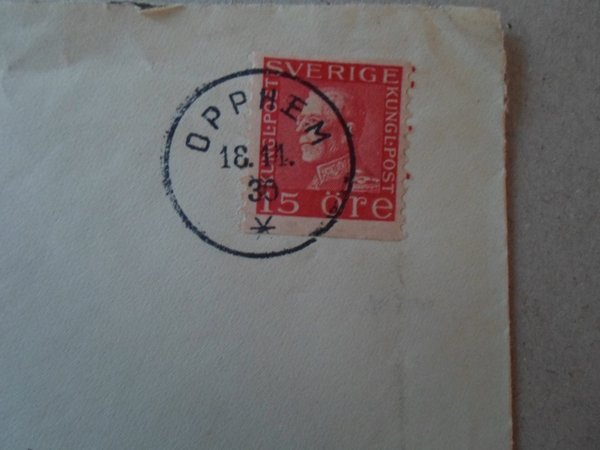 SVERIGE
KUNGL. POST
KUNGL. POST
15 ÖRE
OPPHEM
18.11.
35